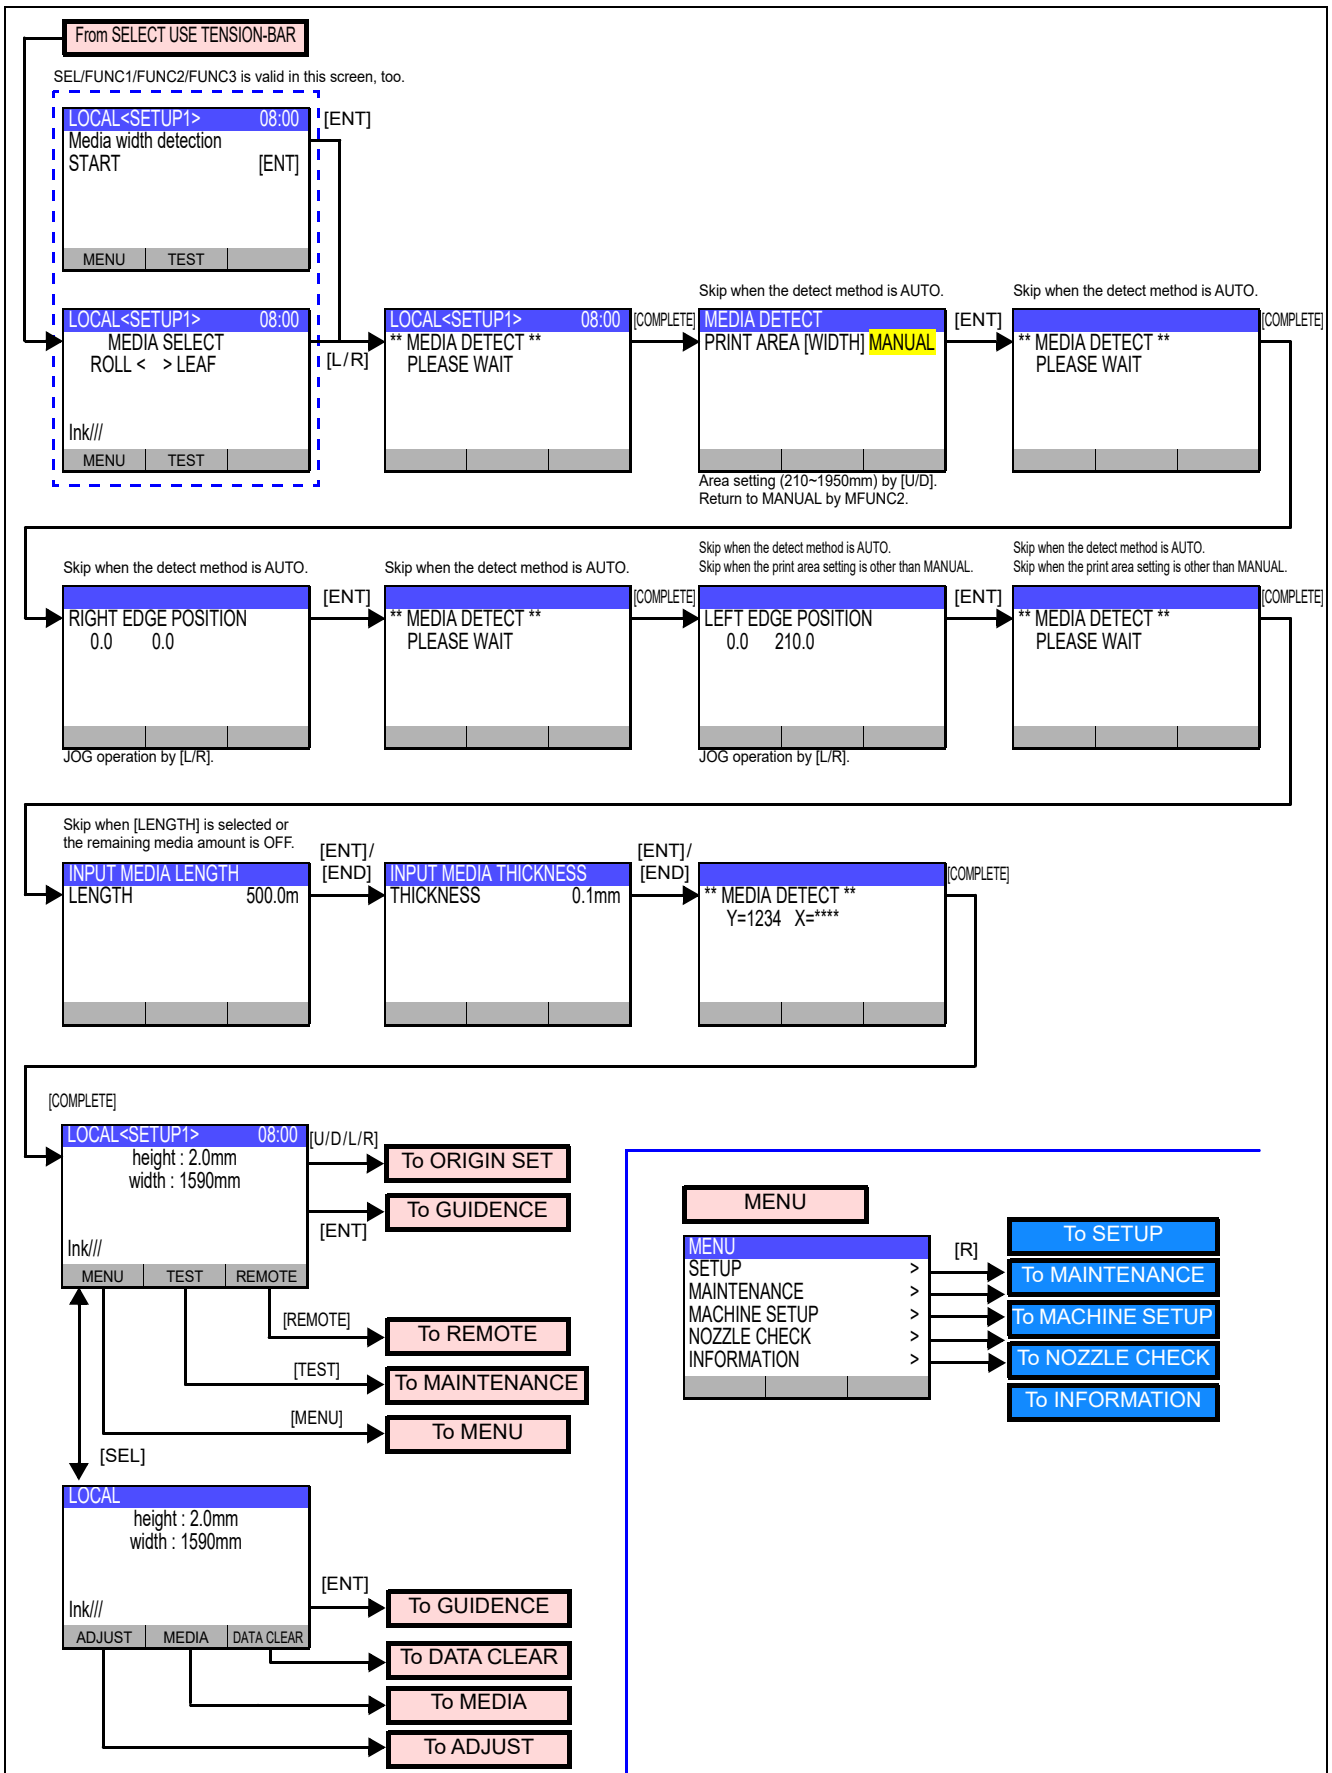 From SELECT USE TENSION-BAR
SEL/FUNC1/FUNC2/FUNC3 is valid in this screen, too.
LOCAL<SETUP1> 08:00
Media width detection
START [ENT]
MENU TEST
[ENT]
LOCAL<SETUP1> 08:00
MEDIA SELECT
ROLL < > LEAF
Ink///
MENU TEST
[L/R]
LOCAL<SETUP1> 08:00
** MEDIA DETECT **
PLEASE WAIT
[COMPLETE]
Skip when the detect method is AUTO.
MEDIA DETECT
PRINT AREA [WIDTH] MANUAL
Area setting (210~1950mm) by [U/D].
Return to MANUAL by MFUNC2.
[ENT]
Skip when the detect method is AUTO.
** MEDIA DETECT **
PLEASE WAIT
[COMPLETE]
Skip when the detect method is AUTO.
RIGHT EDGE POSITION
0.0 0.0
JOG operation by [L/R].
[ENT]
Skip when the detect method is AUTO.
** MEDIA DETECT **
PLEASE WAIT
[COMPLETE]
Skip when the detect method is AUTO.
Skip when the print area setting is other than MANUAL.
LEFT EDGE POSITION
0.0 210.0
JOG operation by [L/R].
[ENT]
Skip when the detect method is AUTO.
Skip when the print area setting is other than MANUAL.
** MEDIA DETECT **
PLEASE WAIT
[COMPLETE]
Skip when [LENGTH] is selected or
the remaining media amount is OFF.
INPUT MEDIA LENGTH
LENGTH 500.0m
[ENT]/
[END]
INPUT MEDIA THICKNESS
THICKNESS 0.1mm
[ENT]/
[END]
** MEDIA DETECT **
Y=1234 X=****
[COMPLETE]
[COMPLETE]
LOCAL<SETUP1> 08:00
height : 2.0mm
width : 1590mm
Ink///
MENU TEST REMOTE
[U/D/L/R]
To ORIGIN SET
To GUIDENCE
[ENT]
[REMOTE]
To REMOTE
[TEST]
To MAINTENANCE
[MENU]
To MENU
[SEL]
LOCAL
height : 2.0mm
width : 1590mm
Ink///
ADJUST MEDIA DATA CLEAR
[ENT]
To GUIDENCE
To DATA CLEAR
To MEDIA
To ADJUST
MENU
MENU
SETUP >
MAINTENANCE >
MACHINE SETUP >
NOZZLE CHECK >
INFORMATION >
[R]
To SETUP
To MAINTENANCE
To MACHINE SETUP
To NOZZLE CHECK
To INFORMATION